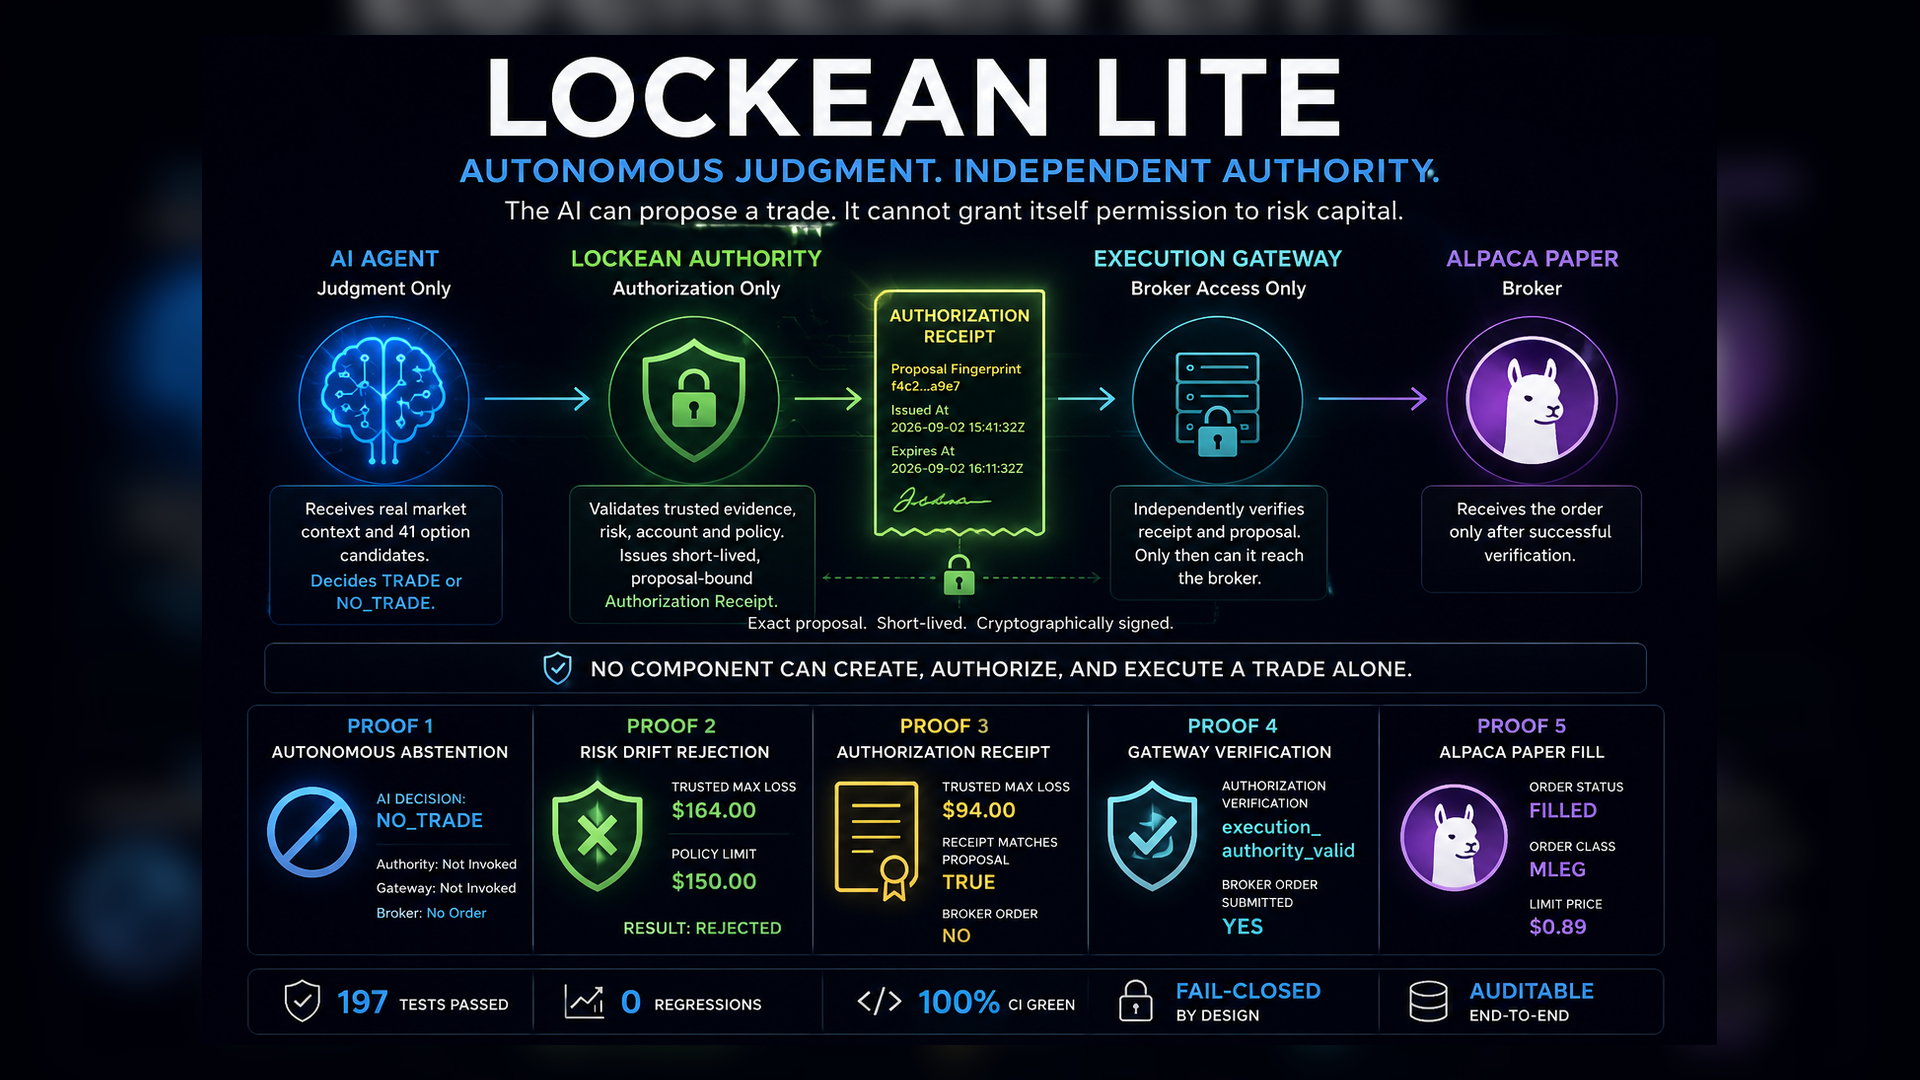 LOCKEAN LITE
AUTONOMOUS JUDGMENT. INDEPENDENT AUTHORITY.
The AI can propose a trade. It cannot grant itself permission to risk capital.
AI AGENT
Judgment Only
Receives real market
context and 41 option
candidates.
Decides TRADE or
NO_TRADE.
LOCKEAN AUTHORITY
Authorization Only
Validates trusted evidence,
risk, account and policy.
Issues short-lived,
proposal-bound
Authorization Receipt.
AUTHORIZATION
RECEIPT
Proposal Fingerprint
f4c2...a9e7
Issued At
2026-09-02 15:41:32Z
Expires At
2026-09-02 16:11:32Z
Exact proposal. Short-lived. Cryptographically signed.
EXECUTION GATEWAY
Broker Access Only
Independently verifies
receipt and proposal.
Only then can it reach
the broker.
ALPACA PAPER
Broker
Receives the order
only after successful
verification.
NO COMPONENT CAN CREATE, AUTHORIZE, AND EXECUTE A TRADE ALONE.
PROOF 1
AUTONOMOUS ABSTENTION
AI DECISION:
NO_TRADE
Authority: Not Invoked
Gateway: Not Invoked
Broker: No Order
PROOF 2
RISK DRIFT REJECTION
TRUSTED MAX LOSS
$164.00
POLICY LIMIT
$150.00
RESULT: REJECTED
PROOF 3
AUTHORIZATION RECEIPT
TRUSTED MAX LOSS
$94.00
RECEIPT MATCHES
PROPOSAL
TRUE
BROKER ORDER
NO
PROOF 4
GATEWAY VERIFICATION
AUTHORIZATION
VERIFICATION
execution_
authority_valid
BROKER ORDER
SUBMITTED
YES
PROOF 5
ALPACA PAPER FILL
ORDER STATUS
FILLED
ORDER CLASS
MLEG
LIMIT PRICE
$0.89
197 TESTS PASSED
0 REGRESSIONS
</> 100% CI GREEN
FAIL-CLOSED
BY DESIGN
AUDITABLE
END-TO-END